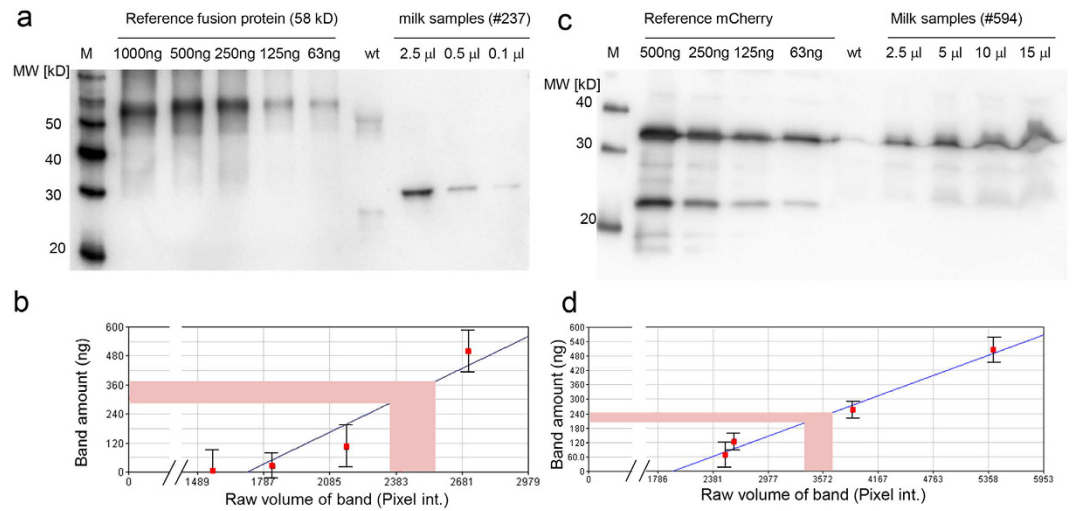 a
Reference fusion protein (58 kD)
milk samples (#237)
M 1000ng 500ng 250ng 125ng 63ng wt 2.5 µl 0.5 µl 0.1 µl
MW [kD]
50
40
30
20
c
Reference mCherry
Milk samples (#594)
M 500ng 250ng 125ng 63ng wt 2.5 µl 5 µl 10 µl 15 µl
MW [kD]
40
30
20
b
Band amount (ng)
600
480
360
240
120
0
0 1489 1787 2085 2383 2681 2979
Raw volume of band (Pixel int.)
d
Band amount (ng)
600
540
480
420
360
300
240
180
120
60.0
0
0 1786 2381 2977 3572 4167 4763 5358 5953
Raw volume of band (Pixel int.)